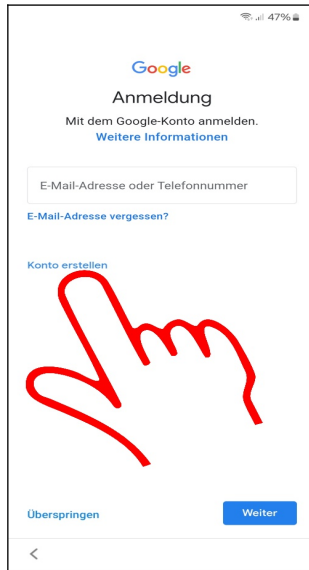 47%
Google
Anmeldung
Mit dem Google-Konto anmelden.
Weitere Informationen
E-Mail-Adresse oder Telefonnummer
E-Mail-Adresse vergessen?
Konto erstellen
Überspringen
Weiter